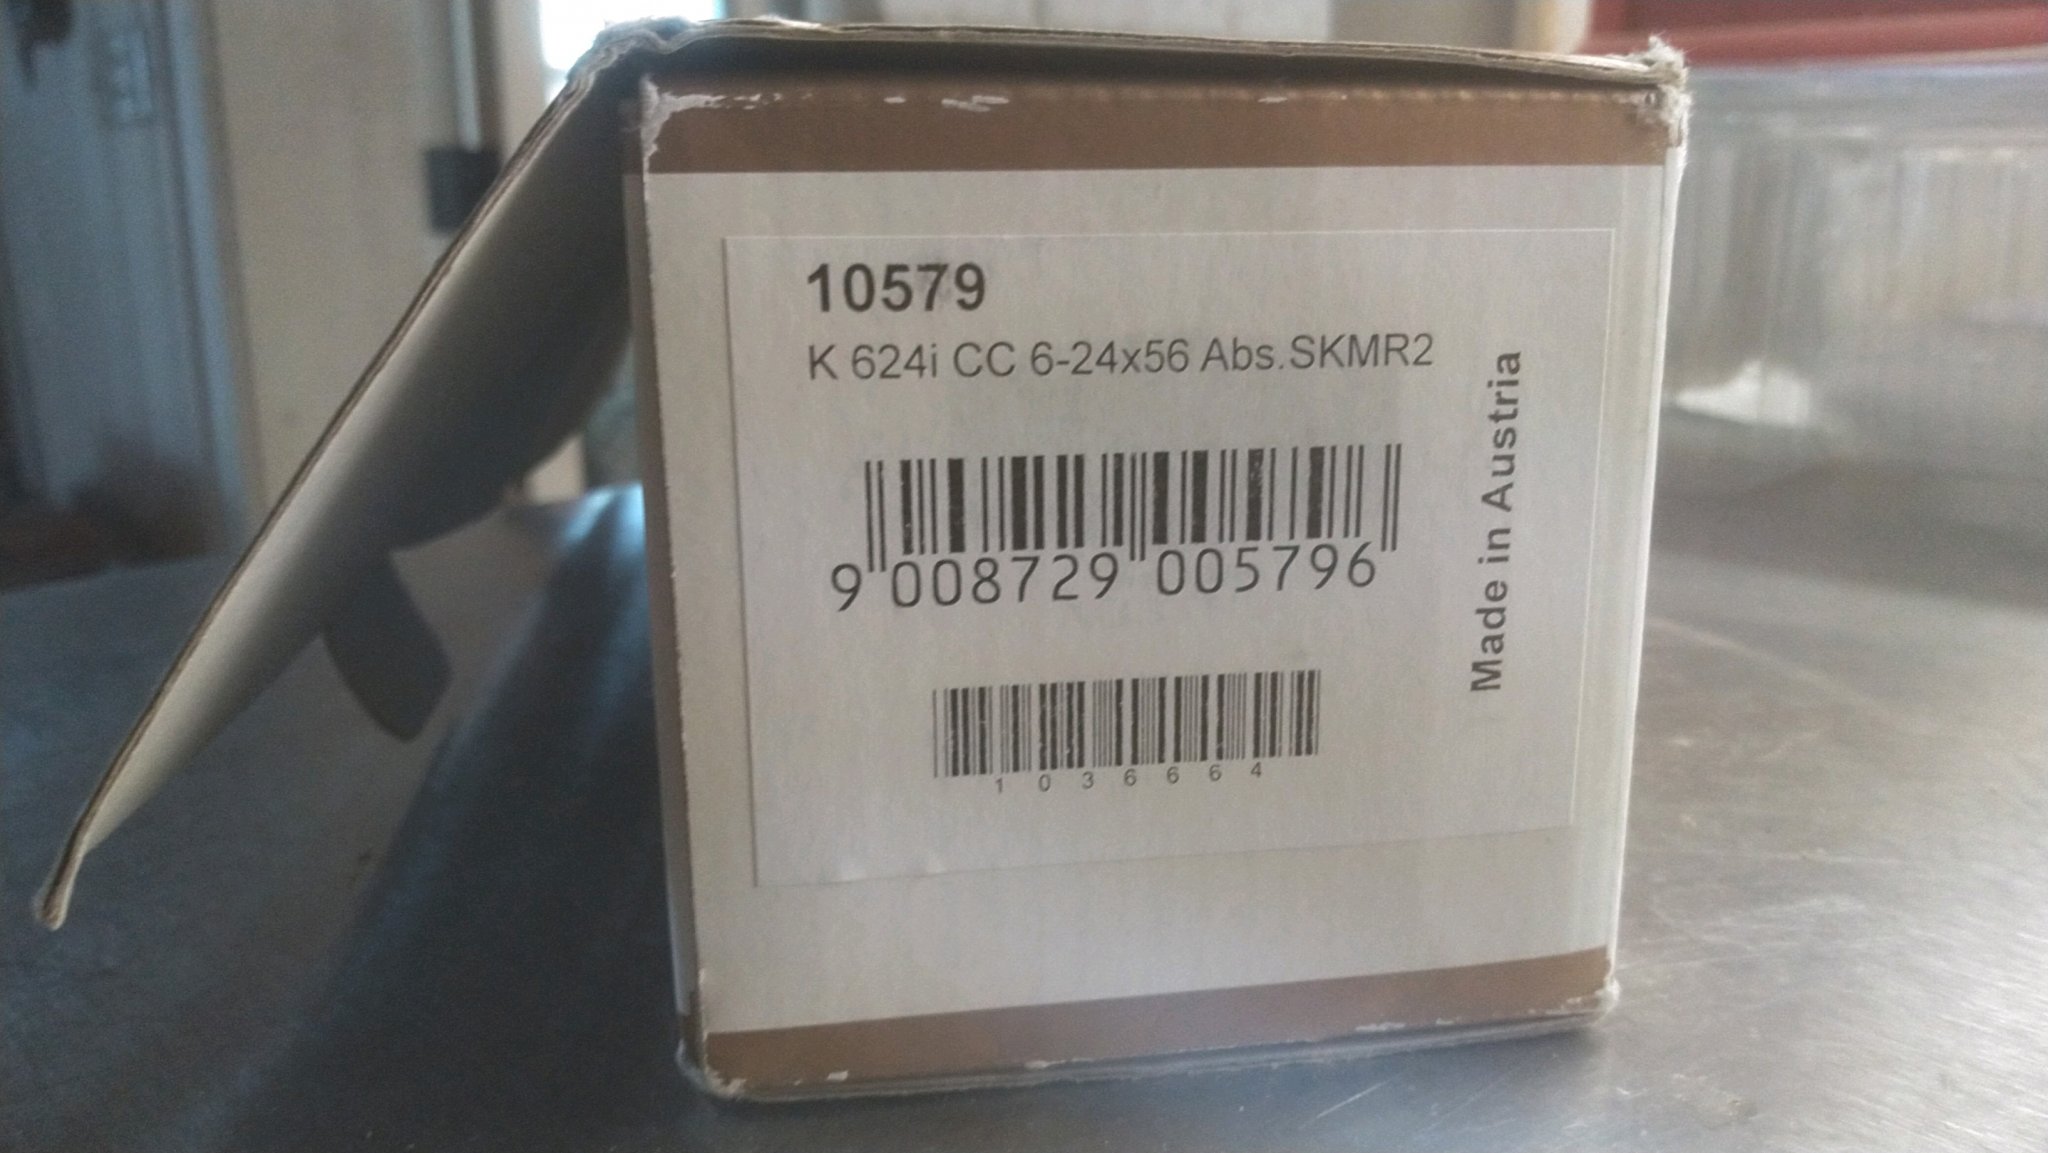 10579
K 624i CC 6-24x56 Abs.SKMR2
9 008729 005796
1036664
Made in Austria